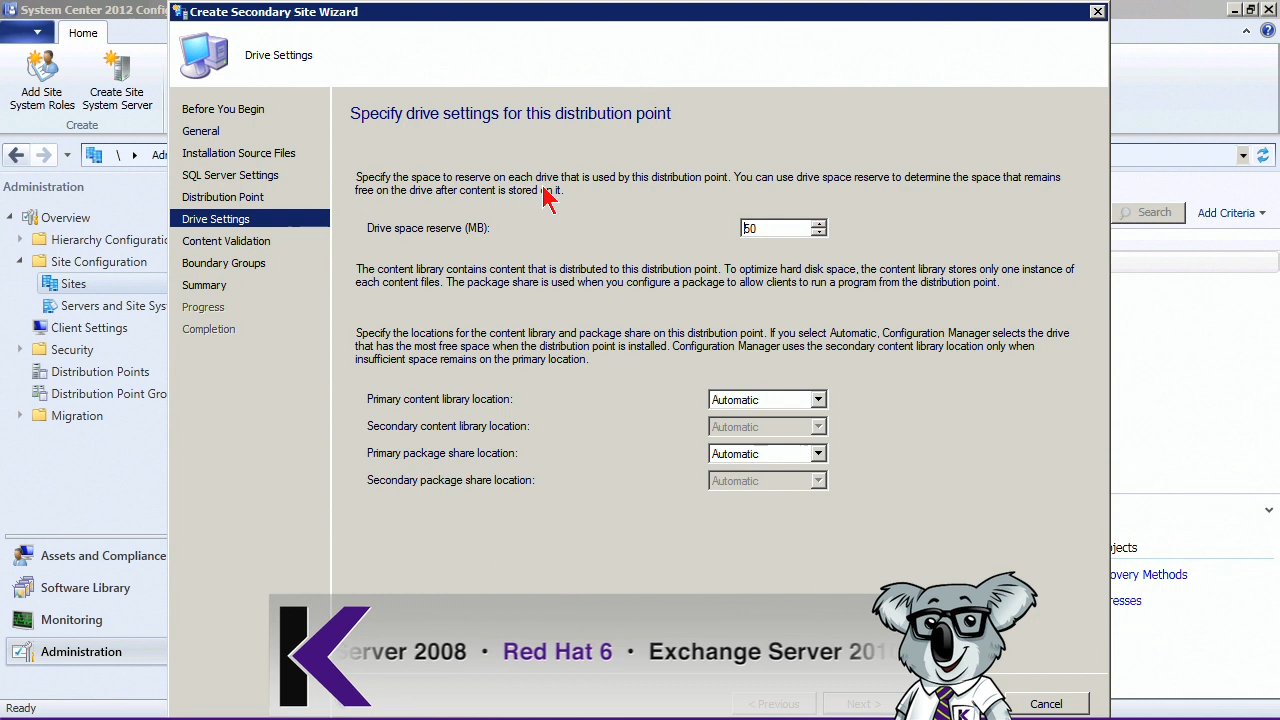 System Center 2012 Confi
Create Secondary Site Wizard
Home
Add Site
System Roles
Create Site
System Server
Create
\
Adm
Administration
Overview
Hierarchy Configuratio
Site Configuration
Sites
Servers and Site Sys
Client Settings
Security
Distribution Points
Distribution Point Gro
Migration
Assets and Compliance
Software Library
Monitoring
Administration
Ready
Drive Settings
Before You Begin
General
Installation Source Files
SQL Server Settings
Distribution Point
Drive Settings
Content Validation
Boundary Groups
Summary
Progress
Completion
Specify drive settings for this distribution point
Specify the space to reserve on each drive that is used by this distribution point. You can use drive space reserve to determine the space that remains
free on the drive after content is stored on it.
Drive space reserve (MB):
50
The content library contains content that is distributed to this distribution point. To optimize hard disk space, the content library stores only one instance of
each content files. The package share is used when you configure a package to allow clients to run a program from the distribution point.
Specify the locations for the content library and package share on this distribution point. If you select Automatic, Configuration Manager selects the drive
that has the most free space when the distribution point is installed. Configuration Manager uses the secondary content library location only when
insufficient space remains on the primary location.
Primary content library location:
Automatic
Secondary content library location:
Automatic
Primary package share location:
Automatic
Secondary package share location:
Automatic
< Previous
Next >
Cancel
Search
Add Criteria
jects
overy Methods
esses
K
Server 2008 • Red Hat 6 • Exchange Server 201
K